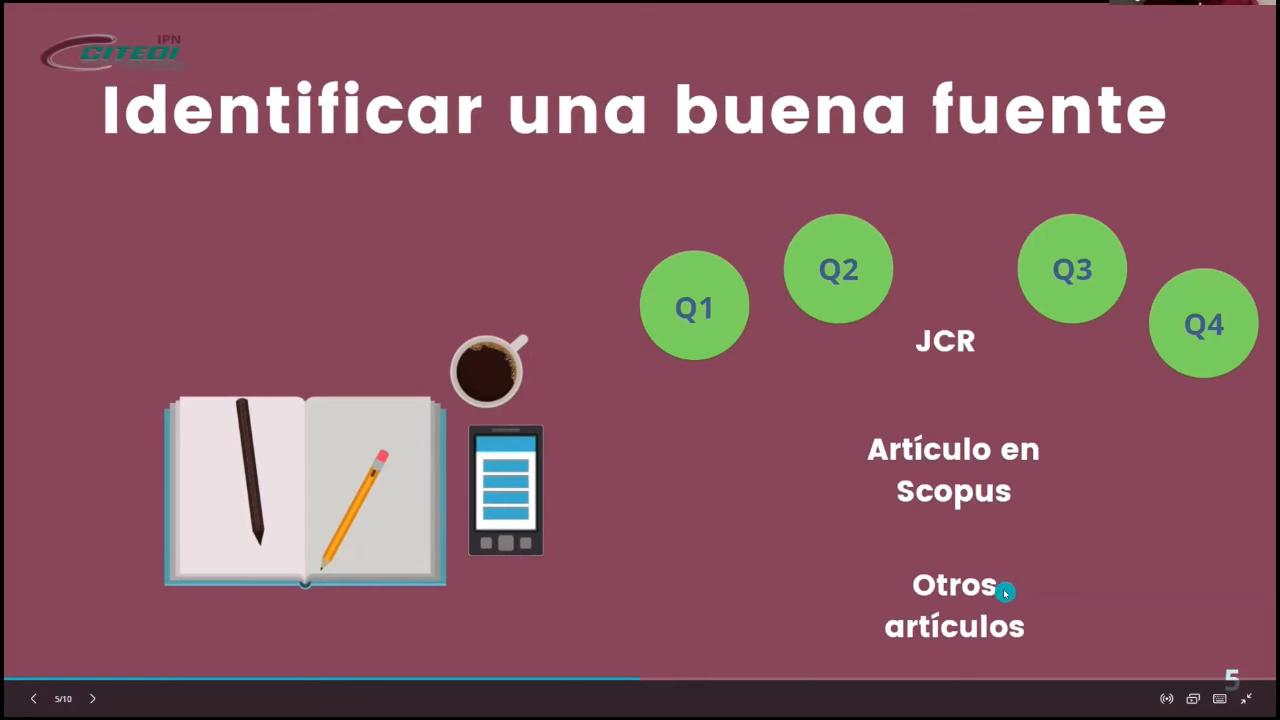 IPN
CITEDI
Identificar una buena fuente
Q1
Q2
Q3
Q4
JCR
Artículo en
Scopus
Otros
artículos
5
5/10